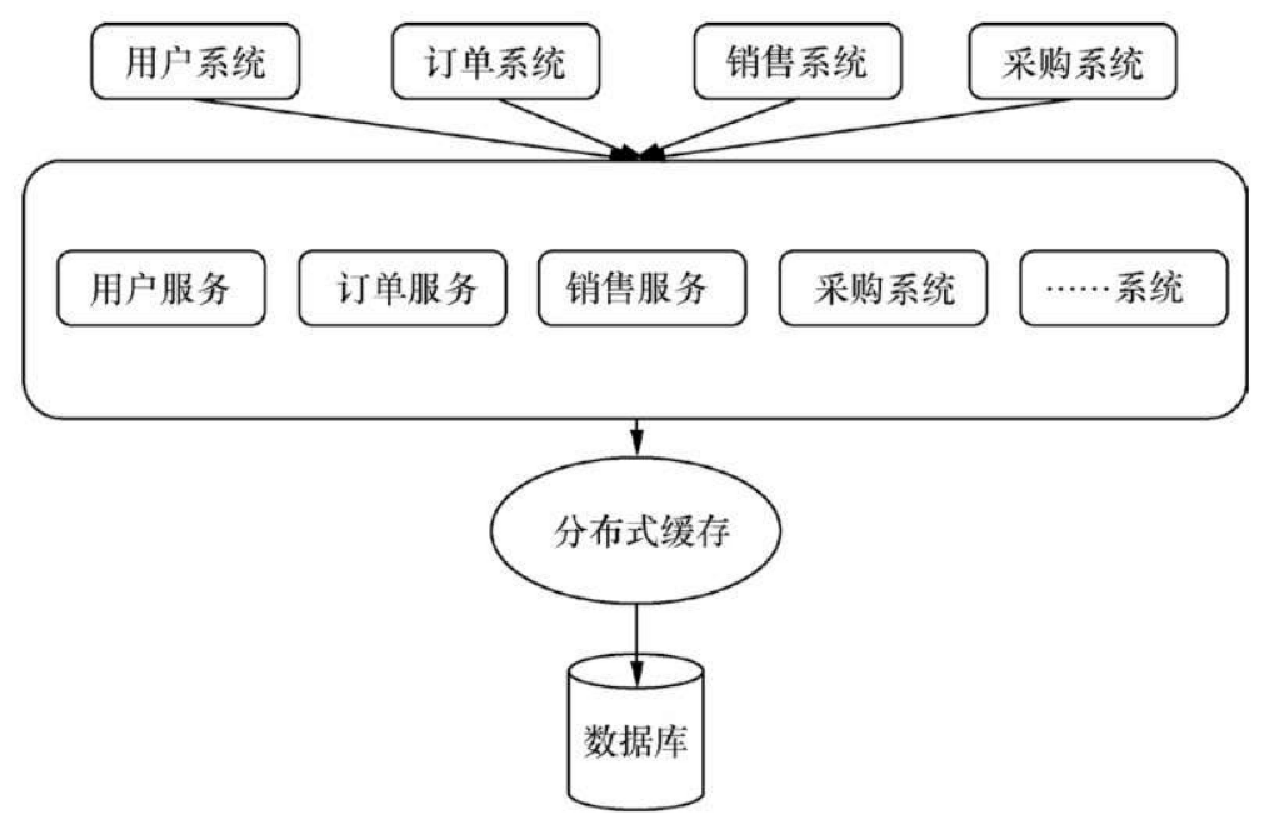 用户系统
订单系统
销售系统
采购系统
用户服务
订单服务
销售服务
采购系统
……系统
分布式缓存
数据库